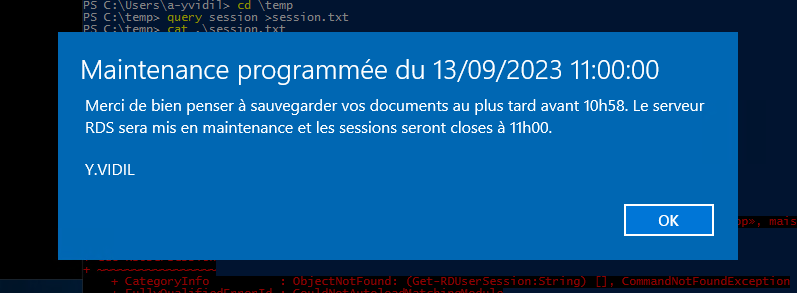 PS C:\Users\a-yvidil> cd \temp
PS C:\temp> query session >session.txt
PS C:\temp> cat .\session.txt
Maintenance programmée du 13/09/2023 11:00:00
Merci de bien penser à sauvegarder vos documents au plus tard avant 10h58. Le serveur
RDS sera mis en maintenance et les sessions seront closes à 11h00.
Y.VIDIL
OK
», mais
+ ~~~~~~~~~~~~~~~~~
+ CategoryInfo : ObjectNotFound: (Get-RDUserSession:String) [], CommandNotFoundException
+ FullyQualifiedErrorId : CouldNotAutoloadMatchingModule